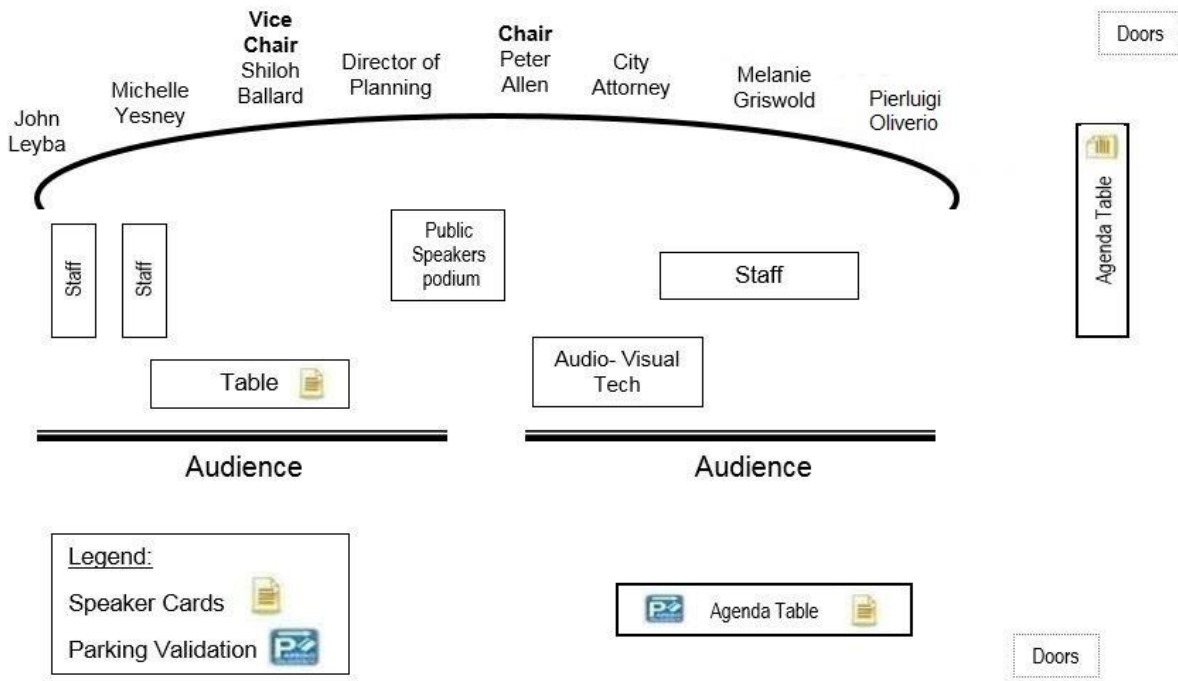 Vice
Chair
Shiloh
Ballard
Director of
Planning
Chair
Peter
Allen
City
Attorney
Michelle
Yesney
Melanie
Griswold
John
Leyba
Pierluigi
Oliverio
Doors
Agenda Table
Staff
Staff
Public
Speakers
podium
Staff
Table
Audio- Visual
Tech
Audience
Audience
Legend:
Speaker Cards
Parking Validation
Agenda Table
Doors